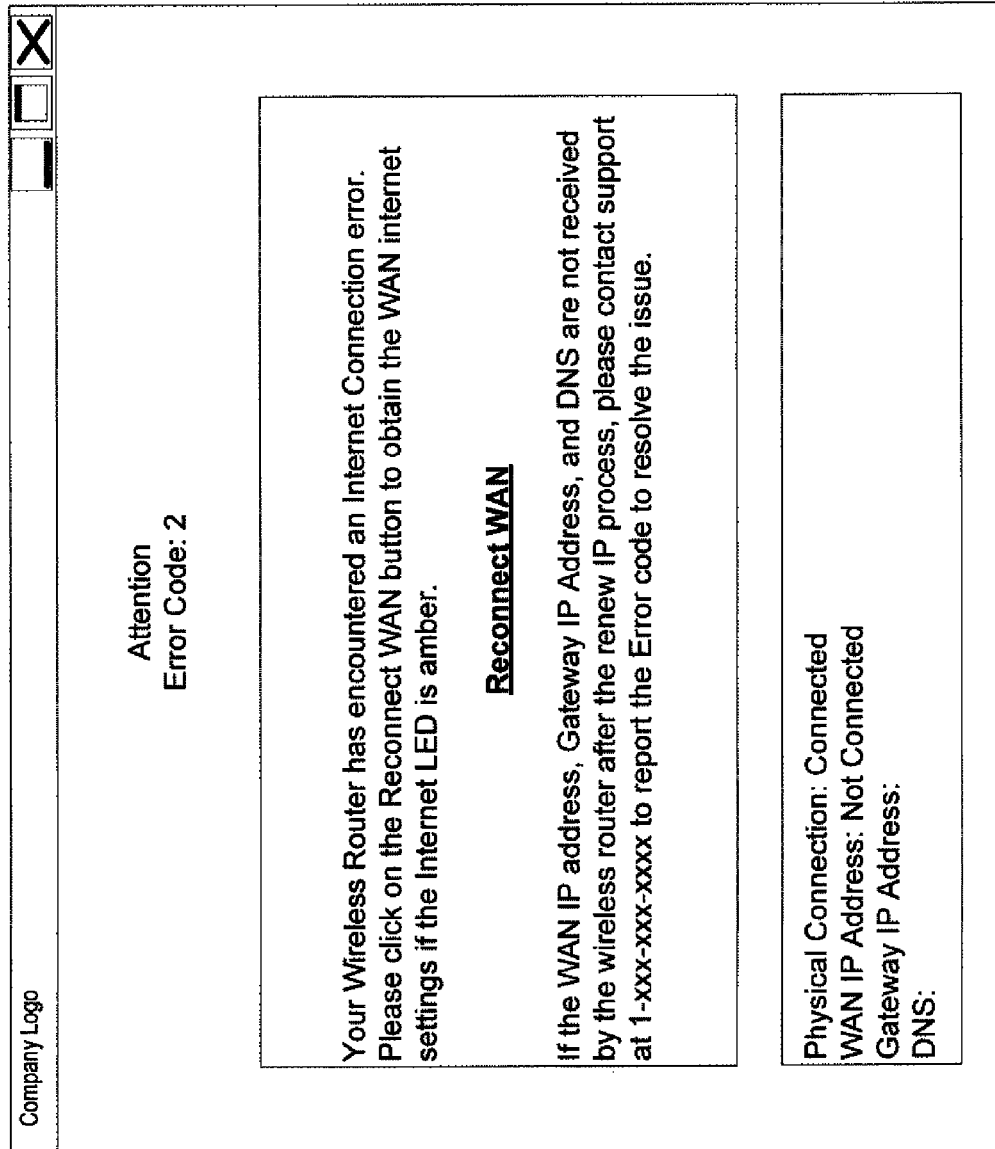 Company Logo
Attention
Error Code: 2
Your Wireless Router has encountered an Internet Connection error.
Please click on the Reconnect WAN button to obtain the WAN internet
settings if the Internet LED is amber.
Reconnect WAN
If the WAN IP address, Gateway IP Address, and DNS are not received
by the wireless router after the renew IP process, please contact support
at 1-xxx-xxx-xxxx to report the Error code to resolve the issue.
Physical Connection: Connected
WAN IP Address: Not Connected
Gateway IP Address:
DNS: